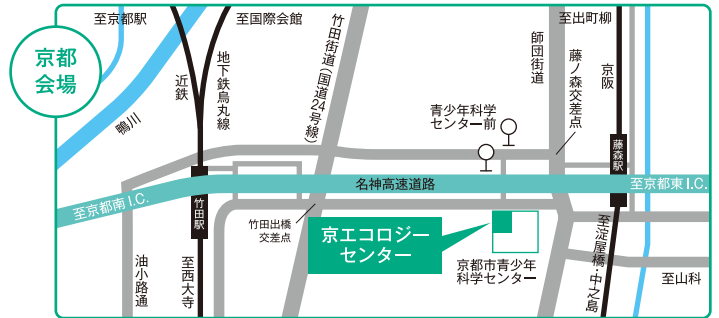 京都
会場
至京都駅
至国際会館
至出町柳
近鉄
地下鉄烏丸線
鴨川
竹田街道(国道24号線)
師団街道
藤ノ森交差点
京阪
青少年科学
センター前
藤森駅
名神高速道路
至京都東I.C.
至京都南I.C.
竹田駅
竹田出橋
交差点
京エコロジー
センター
京都市青少年
科学センター
油小路通
至西大寺
至淀屋橋・中之島
至山科